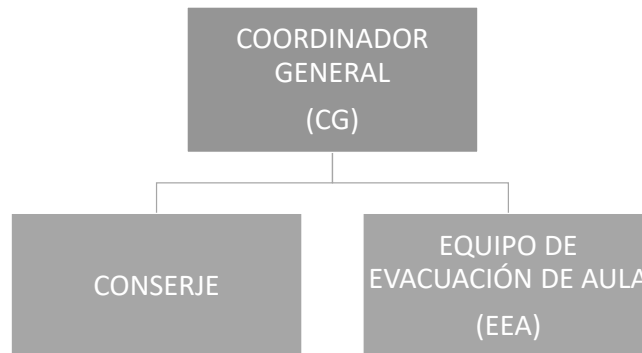 COORDINADOR
GENERAL
(CG)
CONSERJE
EQUIPO DE
EVACUACIÓN DE AULA
(EEA)